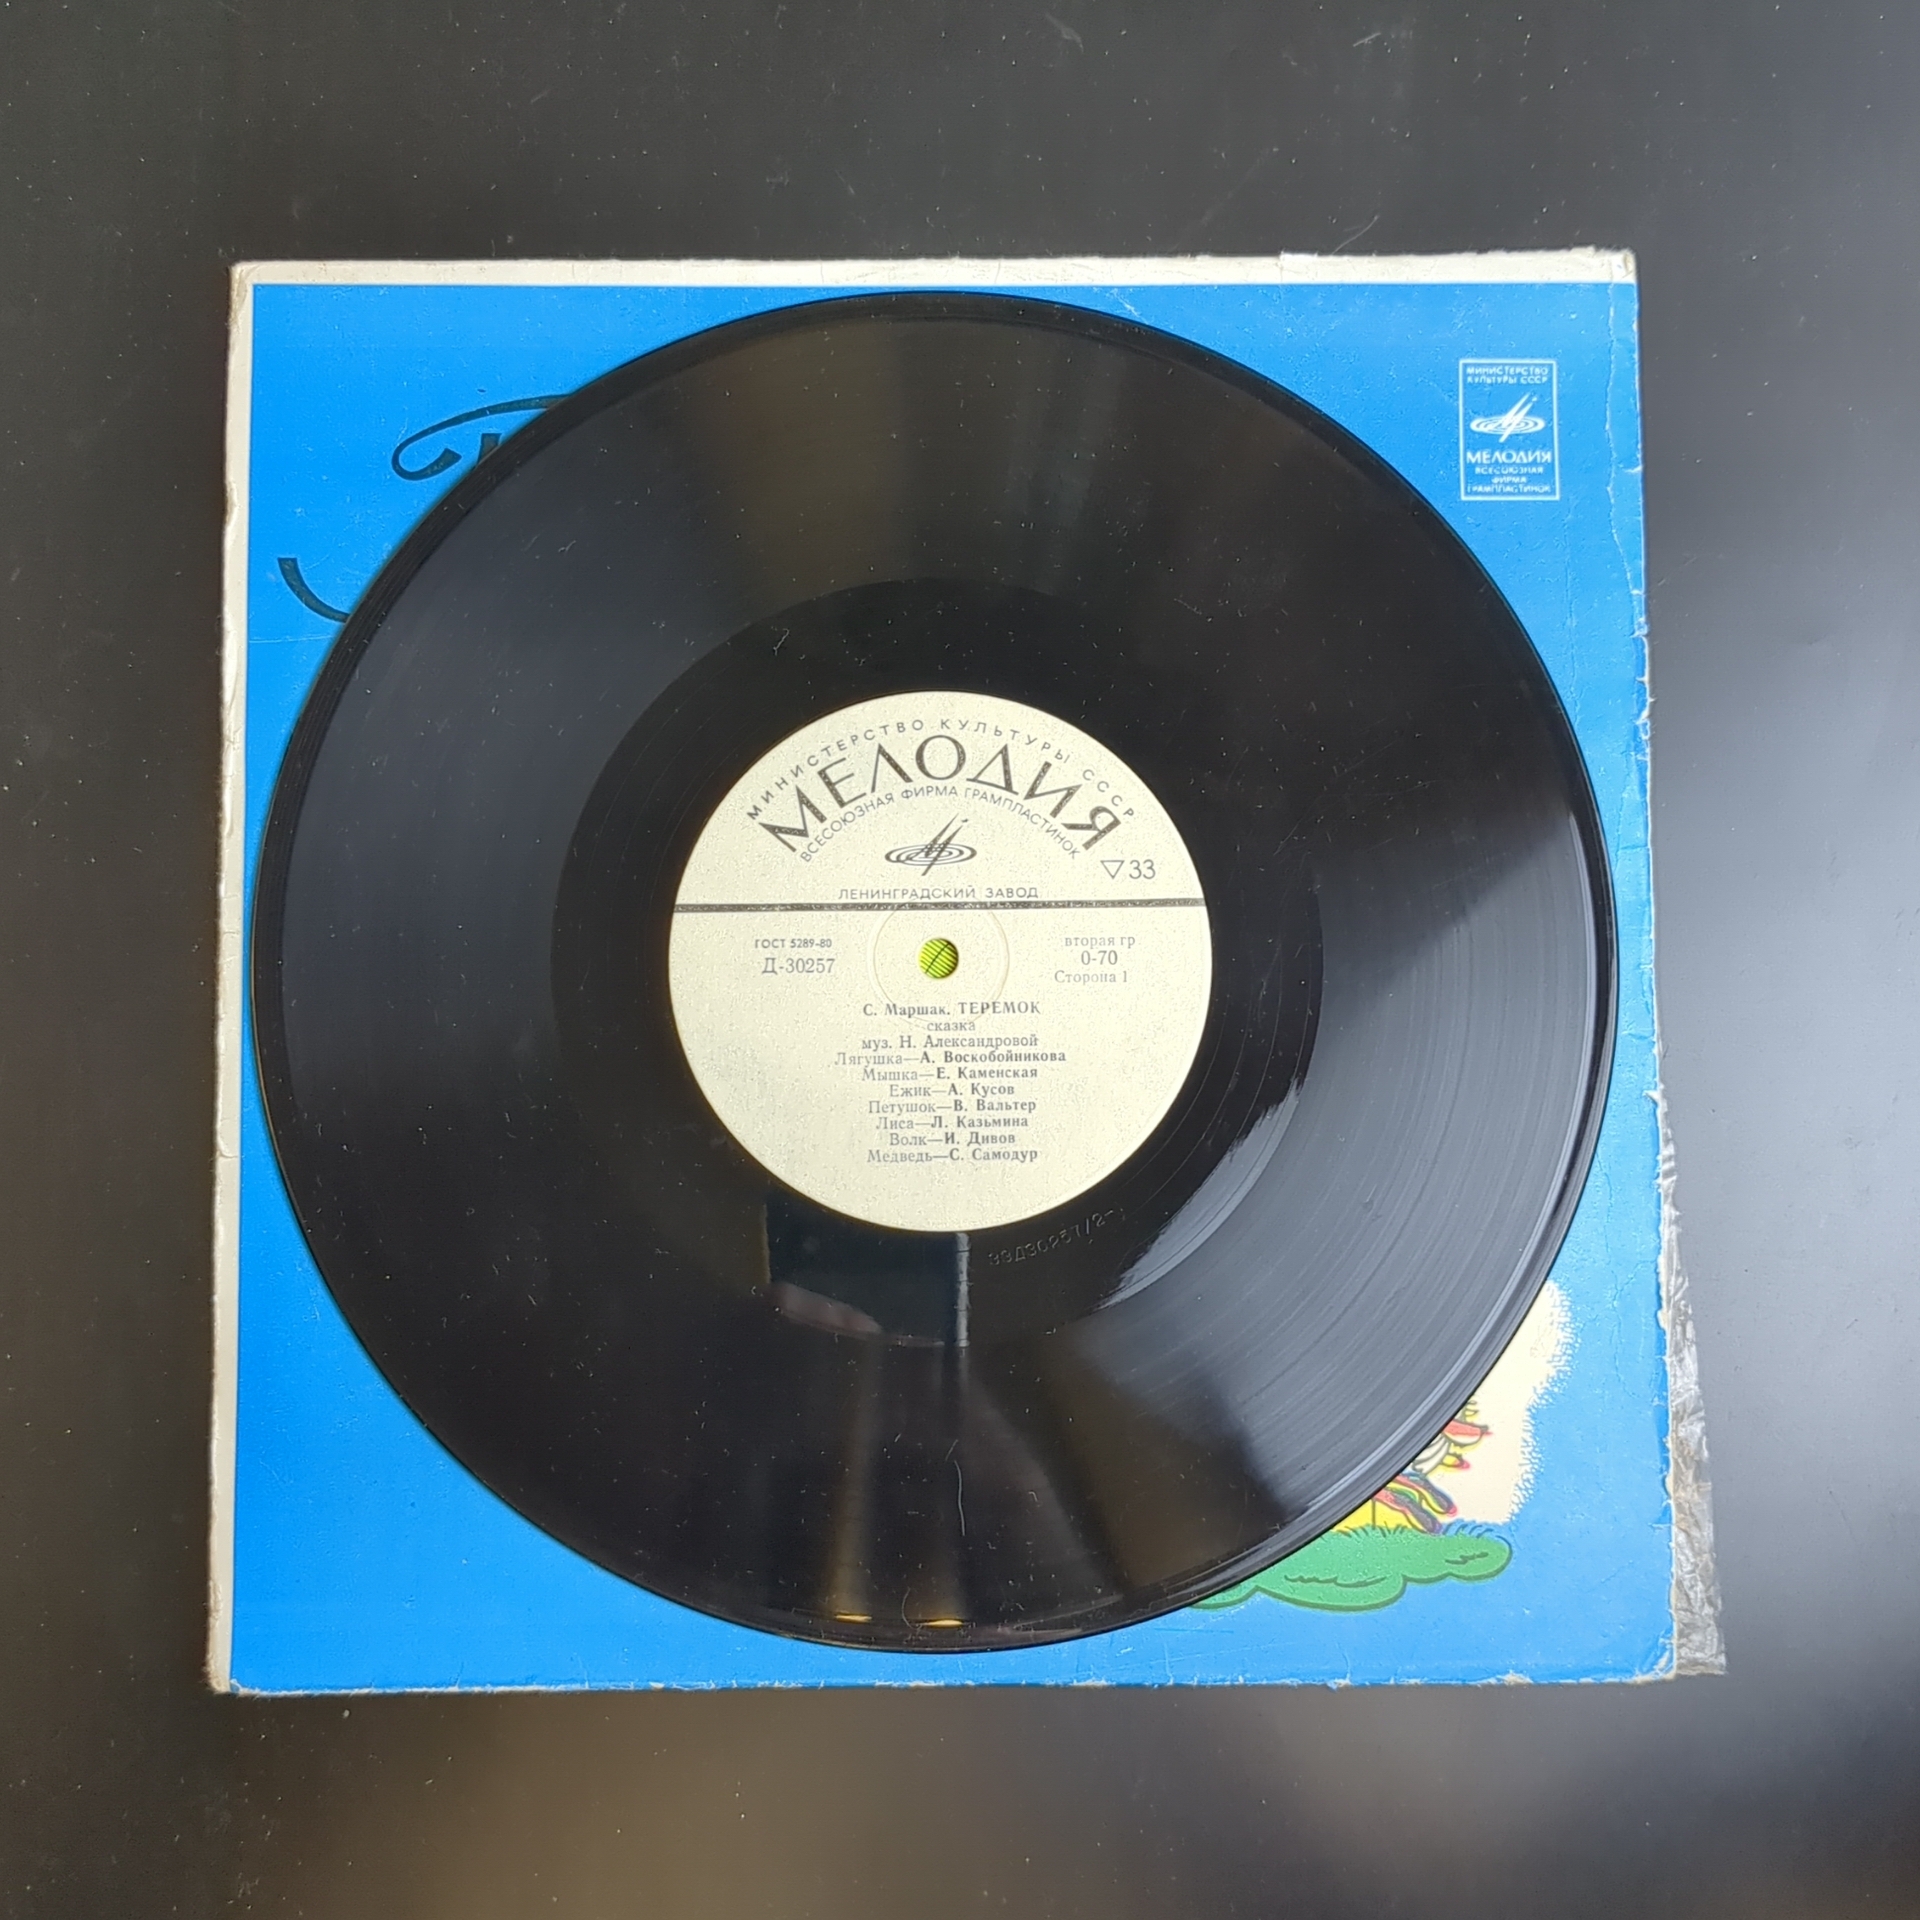 МИНИСТЕРСТВО
КУЛЬТУРЫ СССР
МЕЛОДИЯ
ВСЕСОЮЗНАЯ
ФИРМА
ГРАМПЛАСТИНОК
МИНИСТЕРСТВО КУЛЬТУРЫ СССР
МЕЛОДИЯ
ВСЕСОЮЗНАЯ ФИРМА ГРАМПЛАСТИНОК
▽33
ЛЕНИНГРАДСКИЙ ЗАВОД
ГОСТ 5289-80
Д-30257
вторая гр
0-70
Сторона 1
С. Маршак. ТЕРЕМОК
сказка
муз. Н. Александровой
Лягушка—А. Воскобойникова
Мышка—Е. Каменская
Ежик—А. Кусов
Петушок—В. Вальтер
Лиса—Л. Казьмина
Волк—И. Дивов
Медведь—С. Самодур
33Д30257/2-